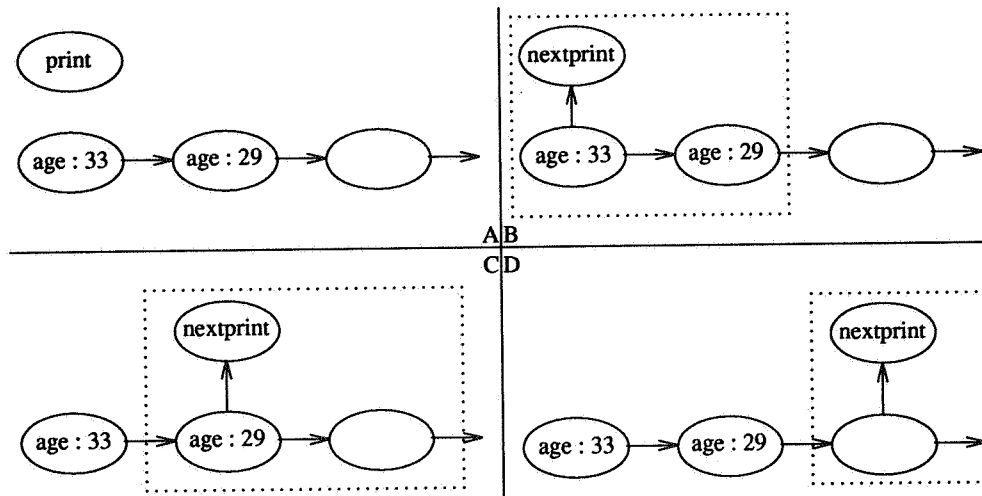 print
age : 33
age : 29
nextprint
age : 33
age : 29
A B
C D
nextprint
age : 33
age : 29
nextprint
age : 33
age : 29